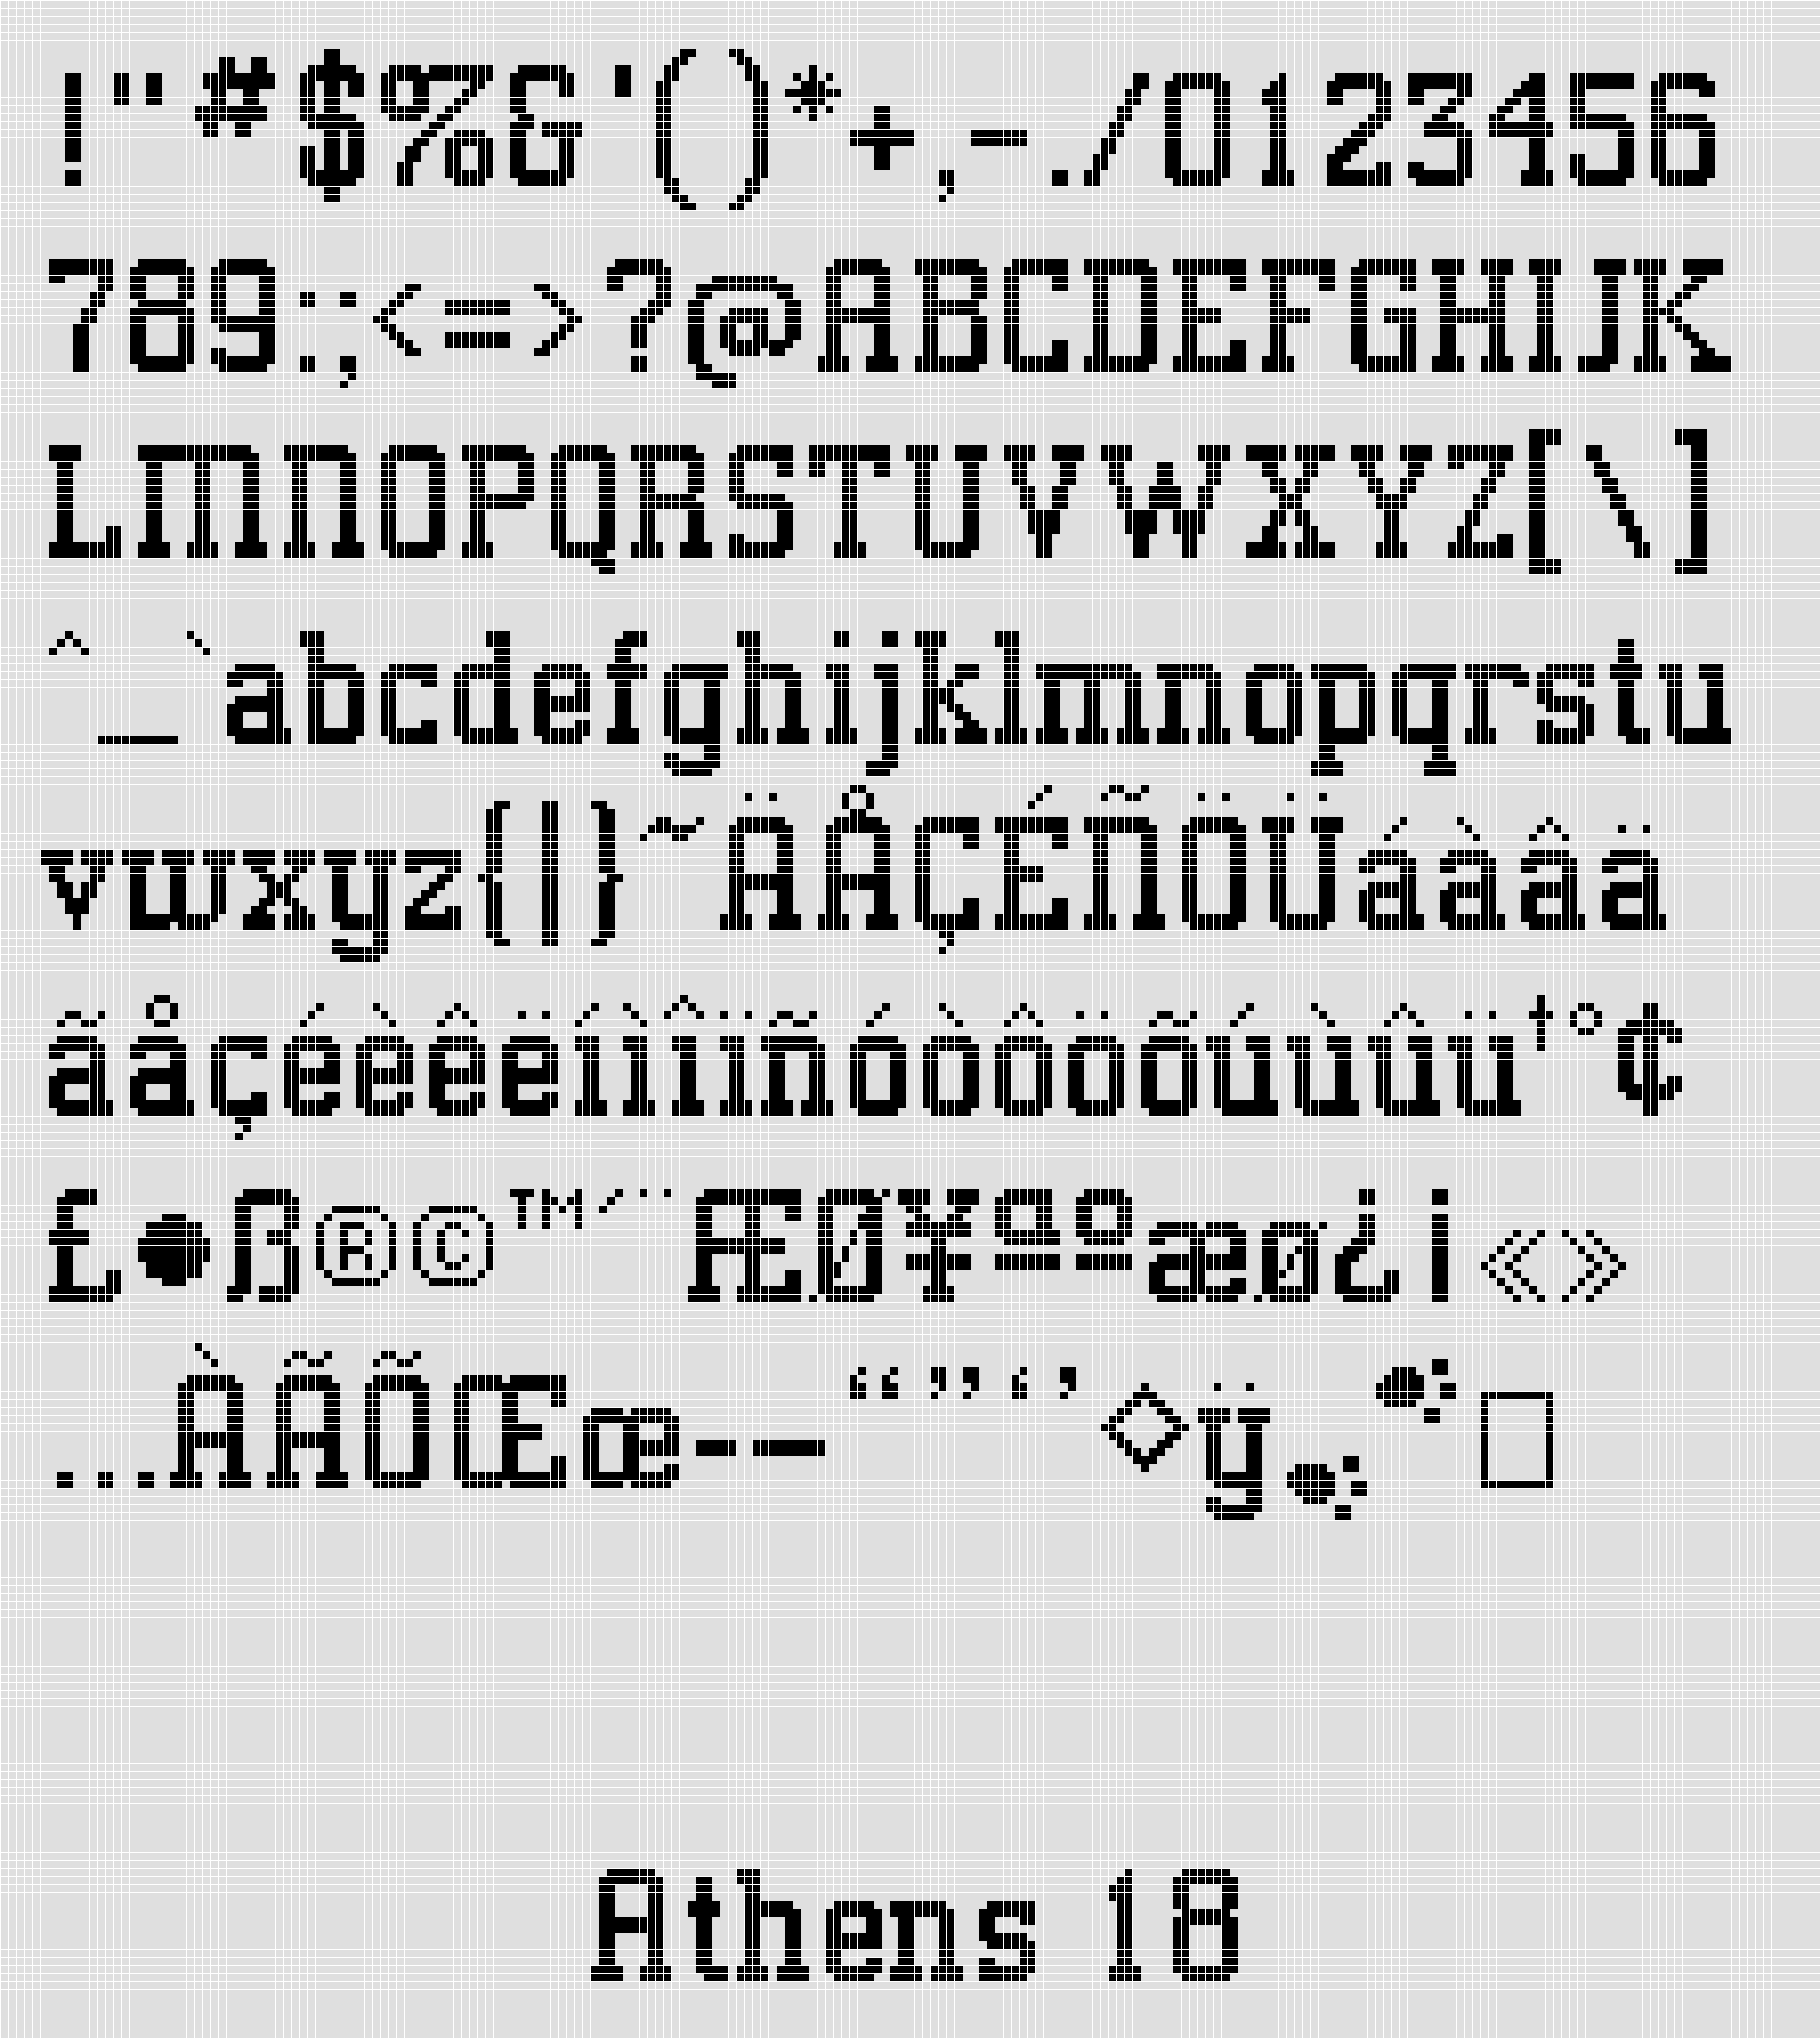 !"#$%&'()*+,-./0123456
789:;<=>?@ABCDEFGHIJK
LMNOPQRSTUVWXYZ[\]
^_`abcdefghijklmnopqrstu
vwxyz{|}~ÄÅÇÉÑÖÜáàâä
ãåçéèêëíìîïñóòôöõúùûü†°¢
£•ß®©™´¨ÆØ¥ªºæø¿¡«»
…ÀÃÕŒœ–—“”‘’◊ÿ
Athens 18